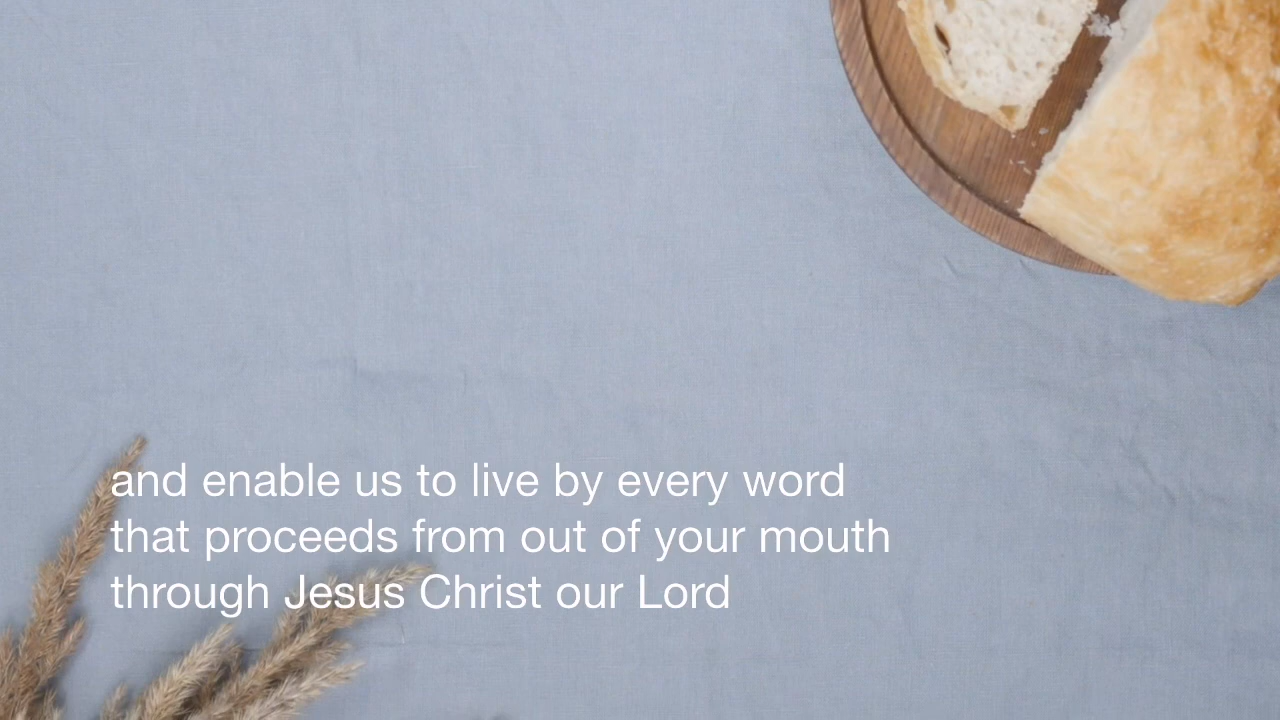 and enable us to live by every word
that proceeds from out of your mouth
through Jesus Christ our Lord